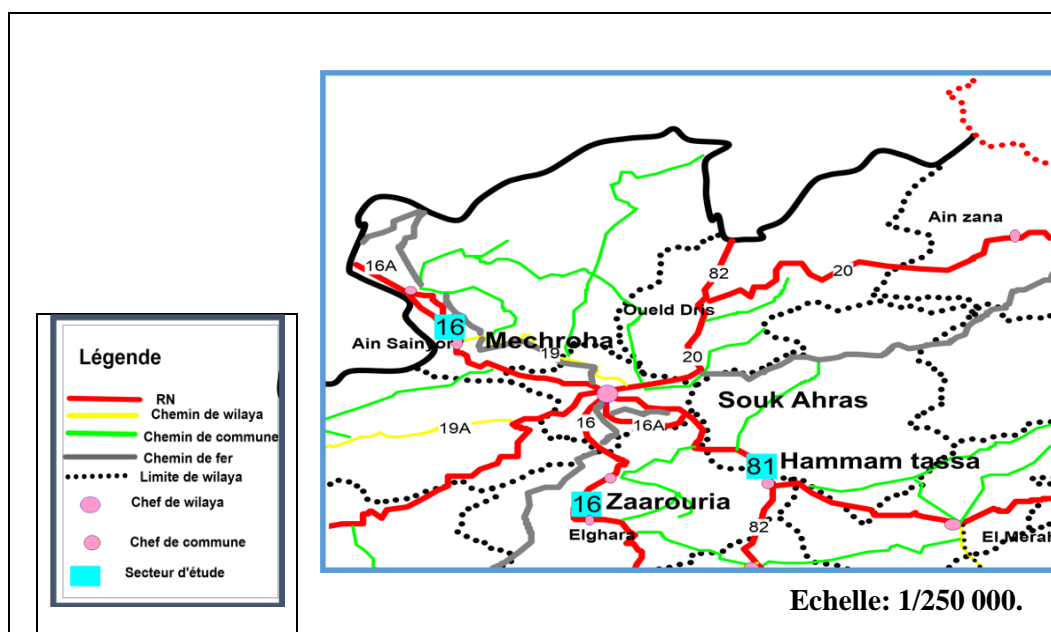 Ain zana
16A
82
20
Oueld Dris
16
Mechroha
Ain Sainyor
19
20
Souk Ahras
19A
16
16A
81
Hammam tassa
16
Zaarouria
Elghara
82
El Merah
Légende
RN
Chemin de wilaya
Chemin de commune
Chemin de fer
Limite de wilaya
Chef de wilaya
Chef de commune
Secteur d'étude
Echelle: 1/250 000.